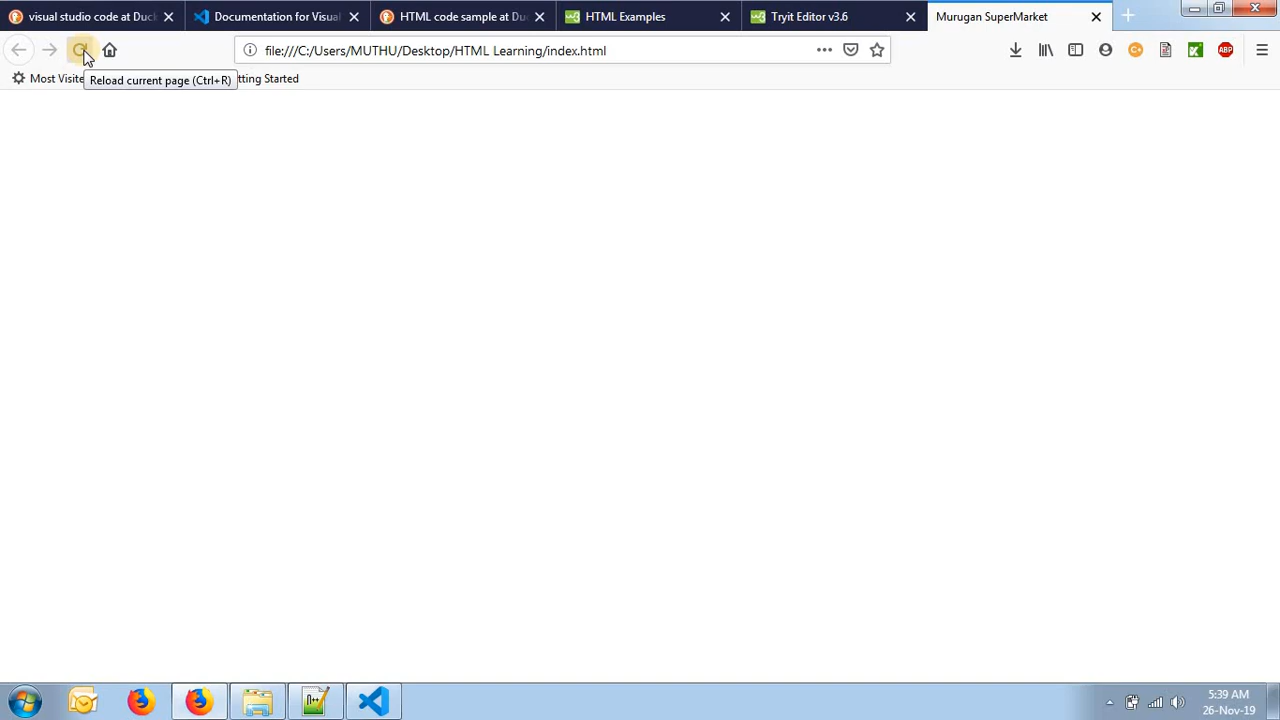 visual studio code at Duck
Documentation for Visual
HTML code sample at Du
HTML Examples
Tryit Editor v3.6
Murugan SuperMarket
file:///C:/Users/MUTHU/Desktop/HTML Learning/index.html
ABP
Most Visite
Reload current page (Ctrl+R)
tting Started
5:39 AM
26-Nov-19